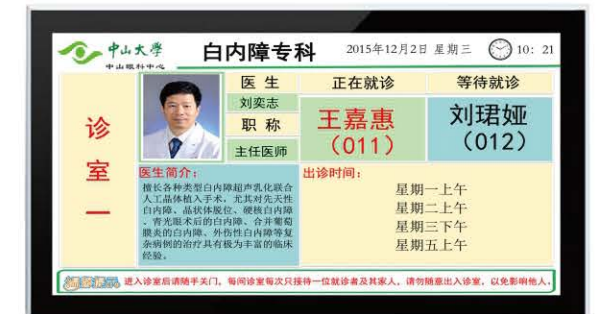 中山大學
中山眼科中心
白内障专科
2015年12月2日 星期三
10: 21
诊室一
医 生
刘奕志
职 称
主任医师
正在就诊
王嘉惠
（011）
等待就诊
刘珺娅
（012）
医生简介：
擅长各种类型白内障超声乳化联合
人工晶体植入手术，尤其对先天性
白内障、晶状体脱位、硬核白内障
、青光眼术后的白内障、合并葡萄
膜炎的白内障、外伤性白内障等复
杂病例的治疗具有极为丰富的临床
经验。
出诊时间：
星期一上午
星期二上午
星期三下午
星期五上午
温馨提示 进入诊室后请随手关门，每间诊室每次只接待一位就诊者及其家人，请勿随意出入诊室，以免影响他人，